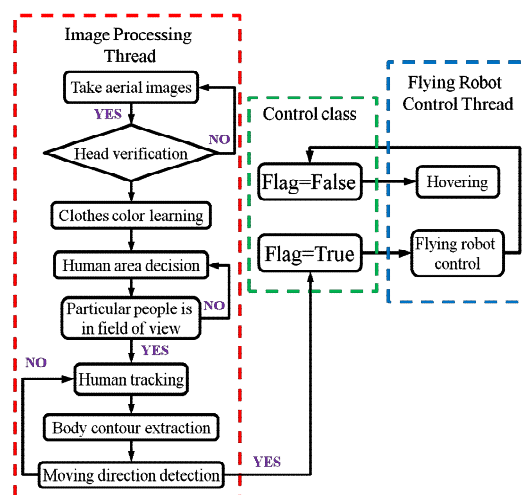 Image Processing
Thread
Take aerial images
YES
NO
Head verification
Clothes color learning
Human area decision
NO
Particular people is
in field of view
YES
NO
Human tracking
Body contour extraction
Moving direction detection
YES
Control class
Flag=False
Flag=True
Flying Robot
Control Thread
Hovering
Flying robot
control